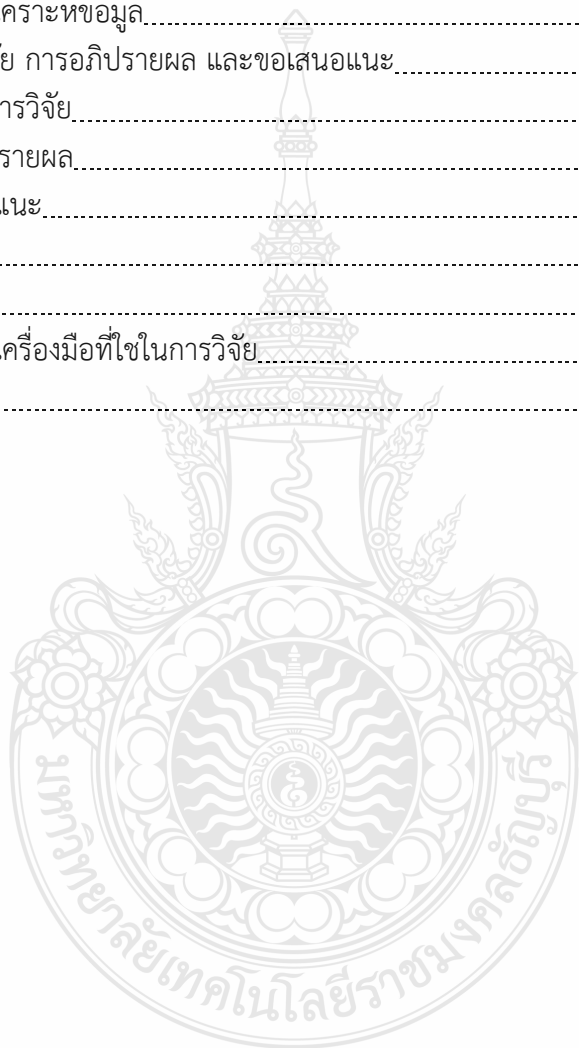 เคราะหขอมูล
ัย การอภิปรายผล และขอเสนอแนะ
ารวิจัย
รายผล
แนะ
เครื่องมือที่ใชในการวิจัย
มหาวิทยาลัยเทคโนโลยีราชมงคลธัญบุรี